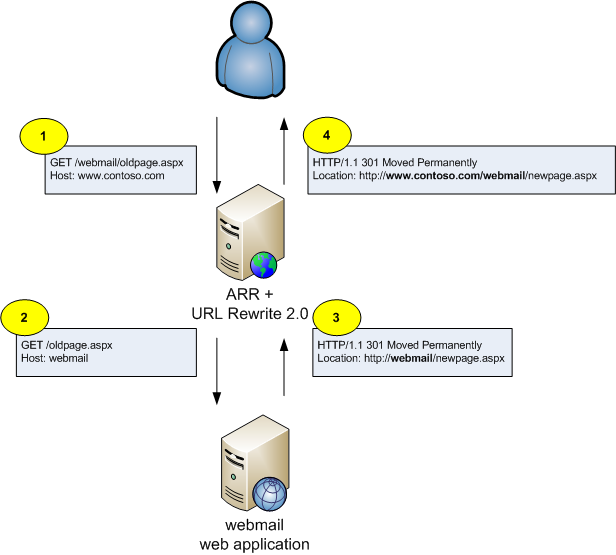 1
GET /webmail/oldpage.aspx
Host: www.contoso.com
4
HTTP/1.1 301 Moved Permanently
Location: http://www.contoso.com/webmail/newpage.aspx
ARR +
URL Rewrite 2.0
2
GET /oldpage.aspx
Host: webmail
3
HTTP/1.1 301 Moved Permanently
Location: http://webmail/newpage.aspx
webmail
web application